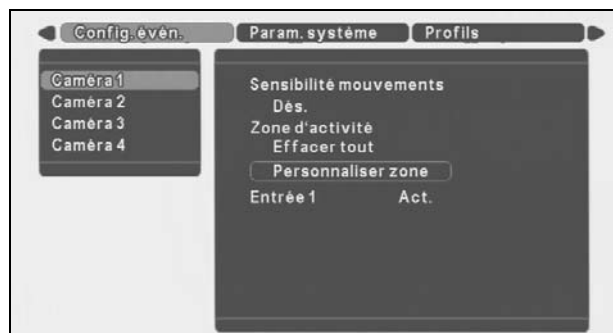 Config. évén. Param. système Profils
Caméra 1
Caméra 2
Caméra 3
Caméra 4
Sensibilité mouvements
Dés.
Zone d'activité
Effacer tout
Personnaliser zone
Entrée 1 Act.